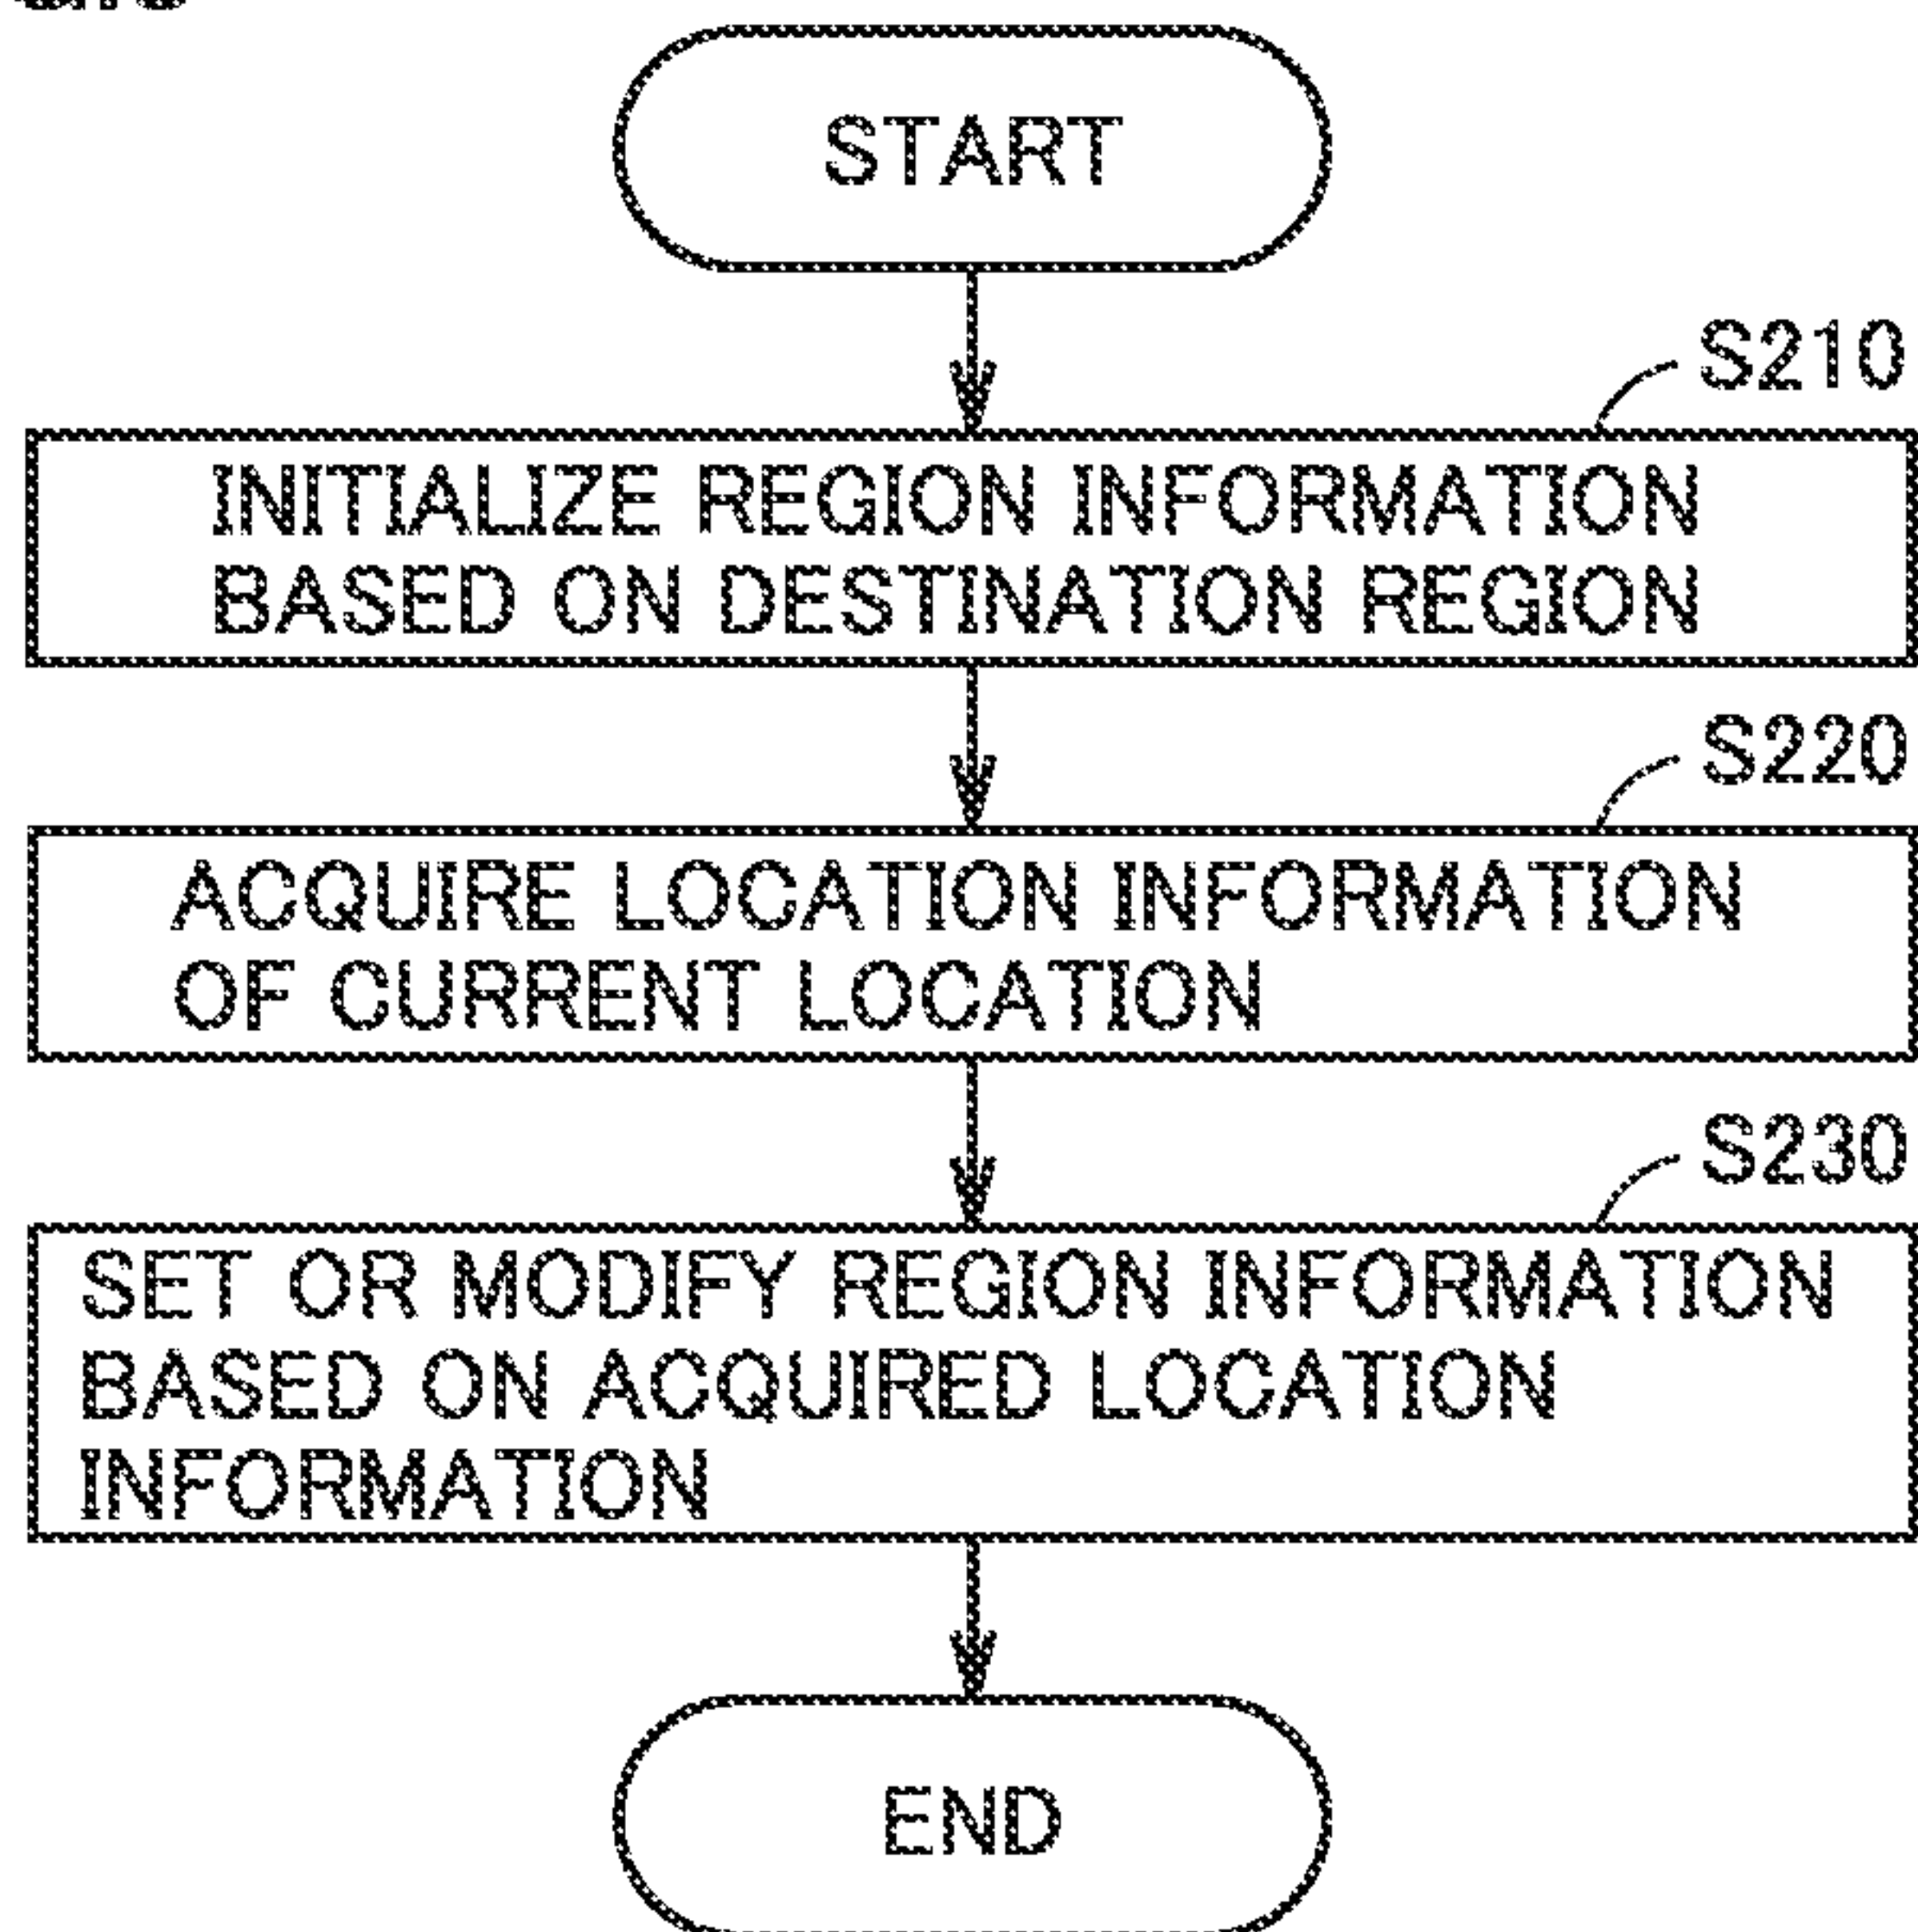 START
S210
INITIALIZE REGION INFORMATION
BASED ON DESTINATION REGION
S220
ACQUIRE LOCATION INFORMATION
OF CURRENT LOCATION
S230
SET OR MODIFY REGION INFORMATION
BASED ON ACQUIRED LOCATION
INFORMATION
END